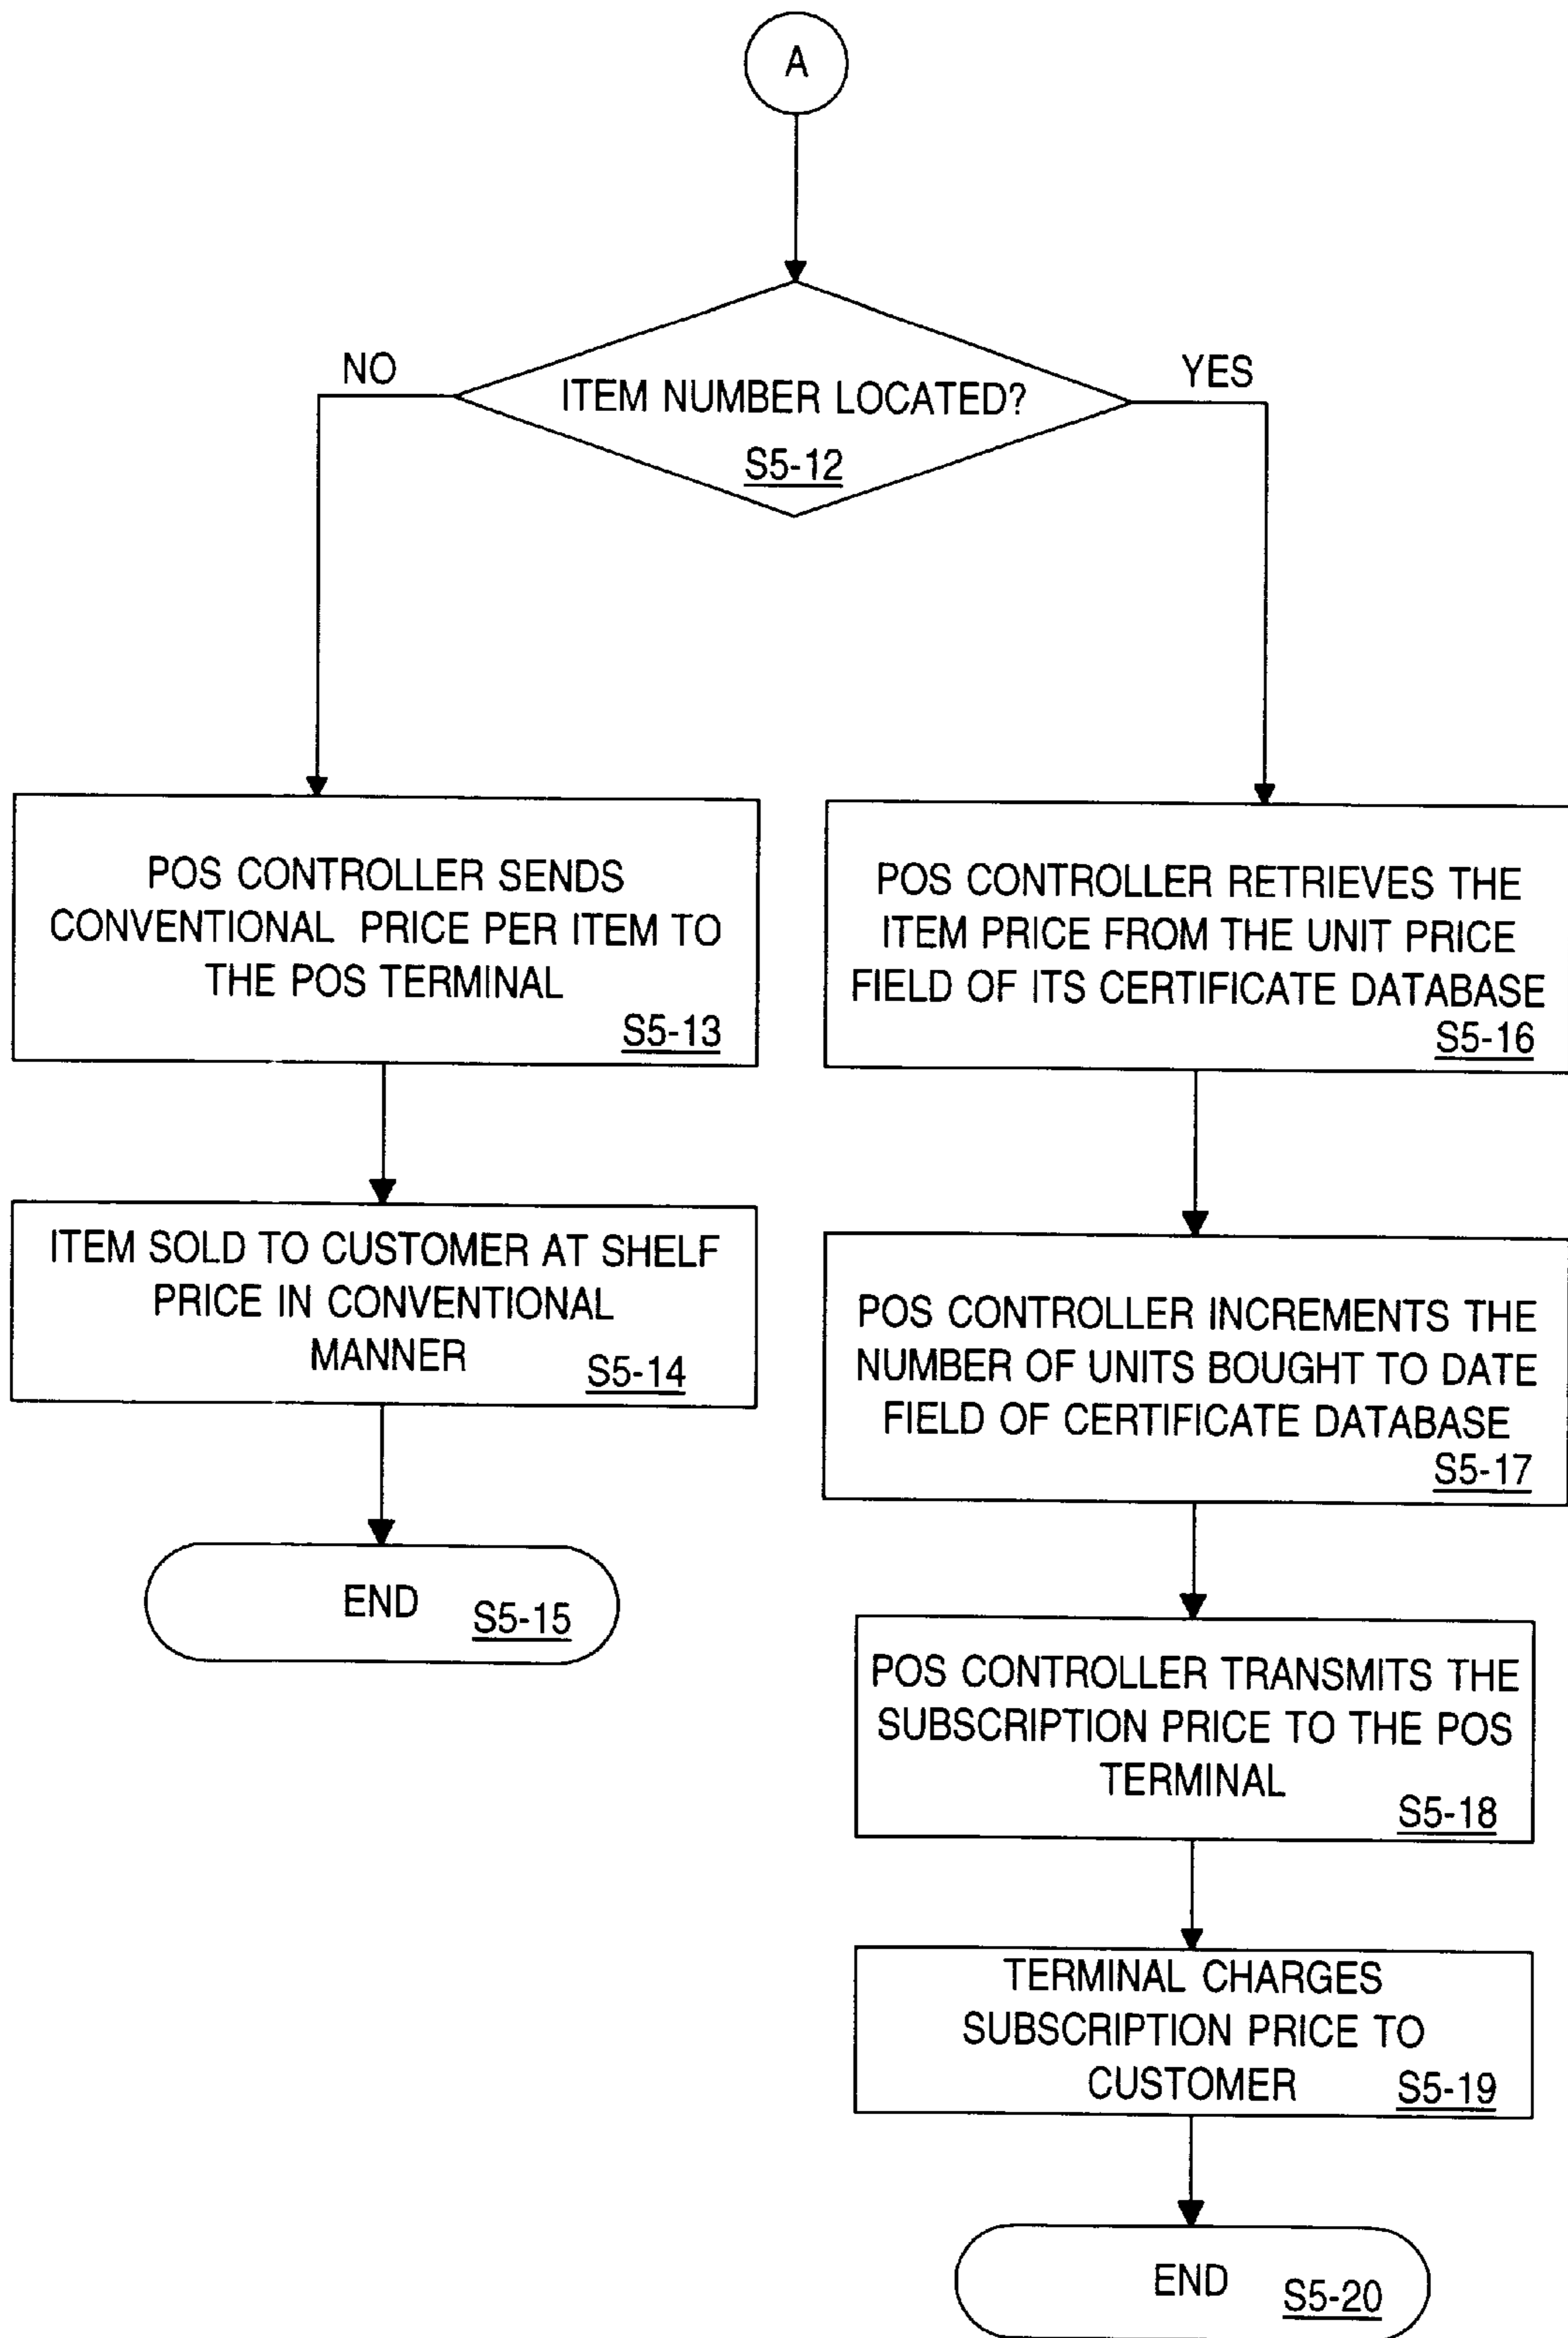 A
NO
YES
ITEM NUMBER LOCATED?
S5-12
POS CONTROLLER SENDS
CONVENTIONAL PRICE PER ITEM TO
THE POS TERMINAL
S5-13
ITEM SOLD TO CUSTOMER AT SHELF
PRICE IN CONVENTIONAL
MANNER
S5-14
END
S5-15
POS CONTROLLER RETRIEVES THE
ITEM PRICE FROM THE UNIT PRICE
FIELD OF ITS CERTIFICATE DATABASE
S5-16
POS CONTROLLER INCREMENTS THE
NUMBER OF UNITS BOUGHT TO DATE
FIELD OF CERTIFICATE DATABASE
S5-17
POS CONTROLLER TRANSMITS THE
SUBSCRIPTION PRICE TO THE POS
TERMINAL
S5-18
TERMINAL CHARGES
SUBSCRIPTION PRICE TO
CUSTOMER
S5-19
END
S5-20